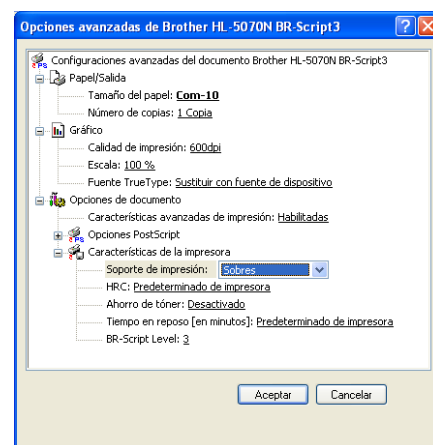 Opciones avanzadas de Brother HL-5070N BR-Script3
Configuraciones avanzadas del documento Brother HL-5070N BR-Script3
Papel/Salida
Tamaño del papel: Com-10
Número de copias: 1 Copia
Gráfico
Calidad de impresión: 600dpi
Escala: 100 %
Fuente TrueType: Sustituir con fuente de dispositivo
Opciones de documento
Características avanzadas de impresión: Habilitadas
Opciones PostScript
Características de la impresora
Soporte de impresión: Sobres
HRC: Predeterminado de impresora
Ahorro de tóner: Desactivado
Tiempo en reposo [en minutos]: Predeterminado de impresora
BR-Script Level: 3
Aceptar Cancelar